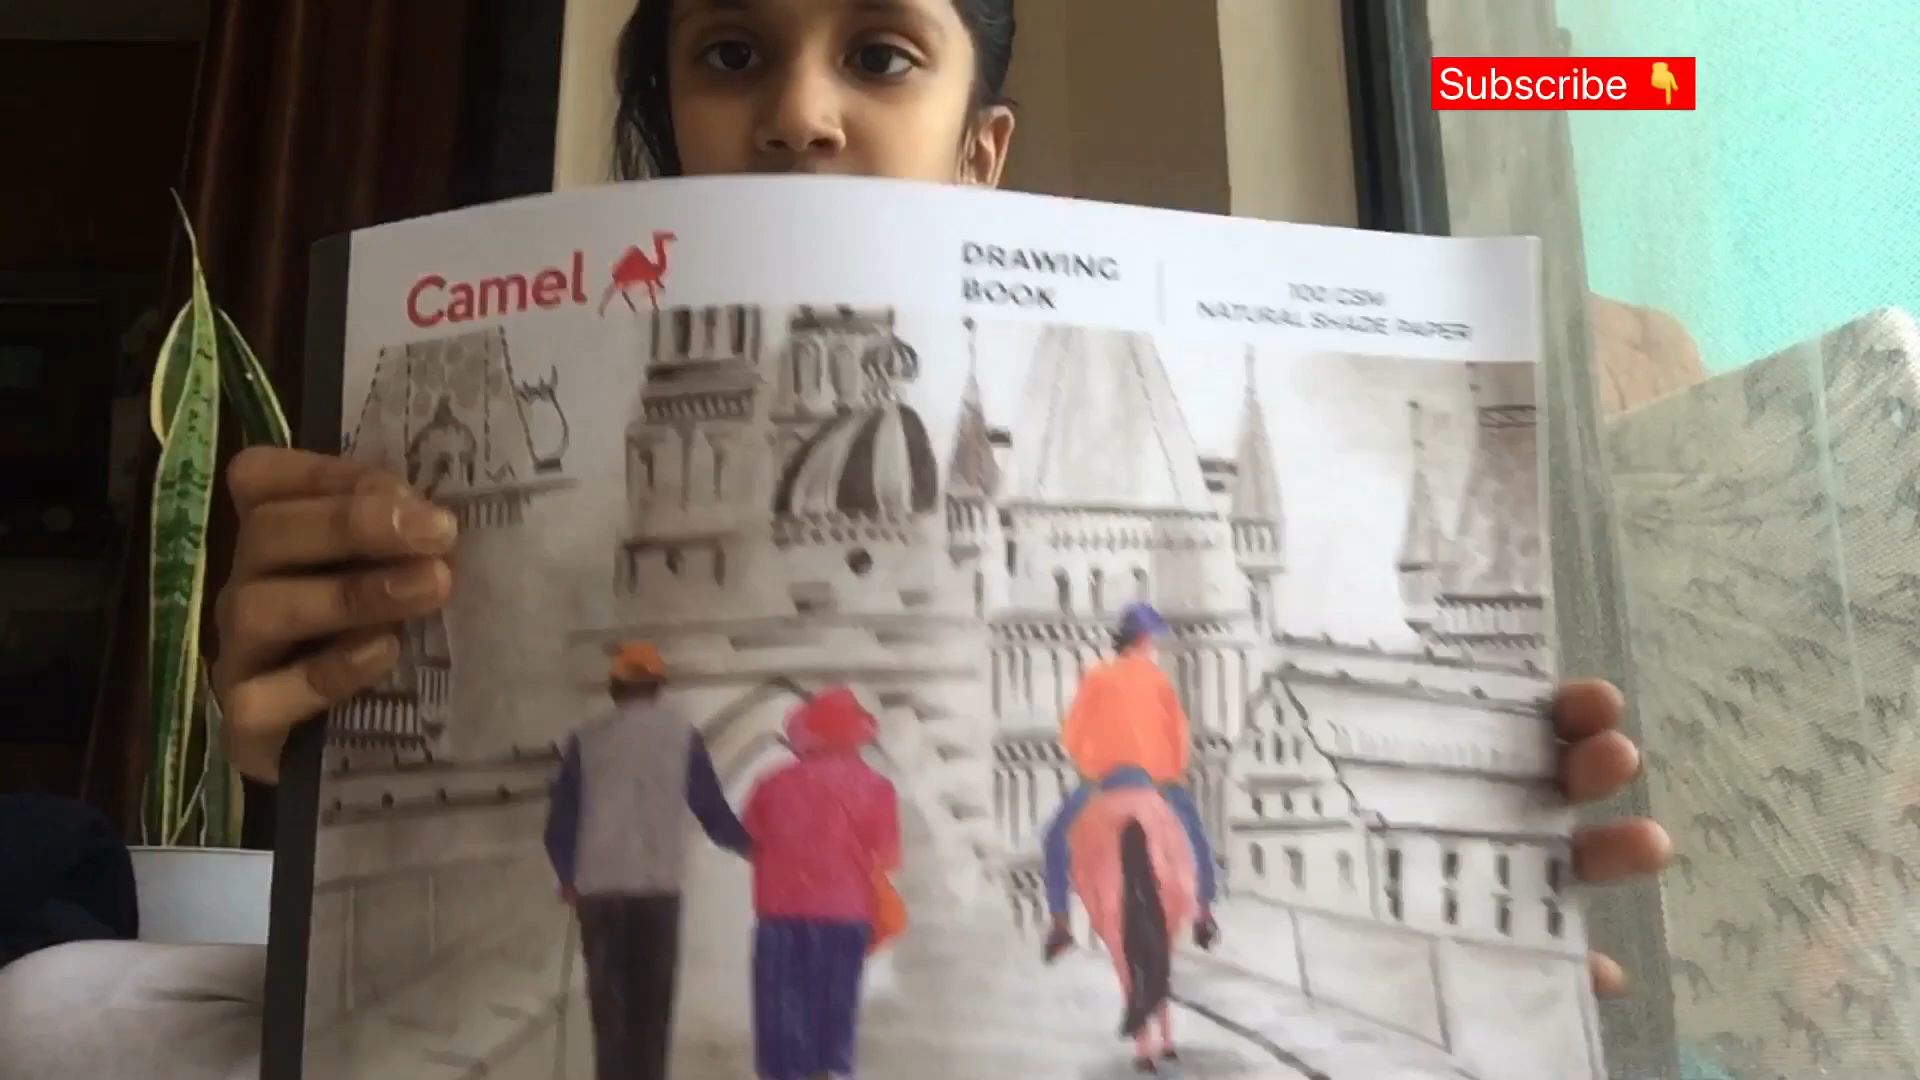 Subscribe 👇
Camel
DRAWING
BOOK
100 GSM
NATURAL SHADE PAPER